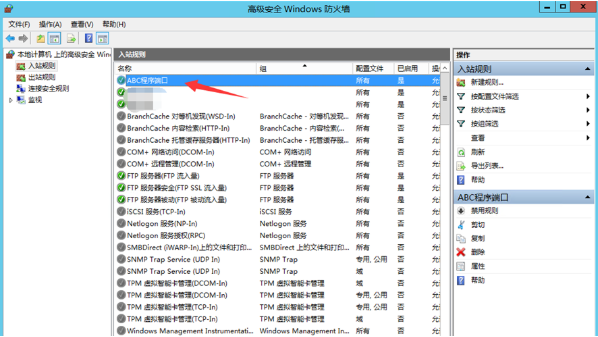 高级安全 Windows 防火墙
文件(F) 操作(A) 查看(V) 帮助(H)
本地计算机 上的高级安全 Win
入站规则
出站规则
连接安全规则
监视
入站规则
名称 组 配置文件 已启用 操
ABC程序端口 所有 是 允
所有 是 允
所有 是 允
BranchCache 对等机发现(WSD-In) BranchCache - 对等机发现... 所有 否 允
BranchCache 内容检索(HTTP-In) BranchCache - 内容检索(... 所有 否 允
BranchCache 托管缓存服务器(HTTP-In) BranchCache - 托管缓存服... 所有 否 允
COM+ 网络访问(DCOM-In) COM+ 网络访问 所有 否 允
COM+ 远程管理(DCOM-In) COM+ 远程管理 所有 否 允
FTP 服务器(FTP 流入量) FTP 服务器 所有 是 允
FTP 服务器安全(FTP SSL 流入量) FTP 服务器 所有 是 允
FTP 服务器被动(FTP 被动流入量) FTP 服务器 所有 是 允
iSCSI 服务(TCP-In) iSCSI 服务 所有 否 允
Netlogon 服务(NP-In) Netlogon 服务 所有 否 允
Netlogon 服务授权(RPC) Netlogon 服务 所有 否 允
SMBDirect (iWARP-In)上的文件和打印... SMBDirect 上的文件和打印... 所有 否 允
SNMP Trap Service (UDP In) SNMP Trap 专用, 公用 否 允
SNMP Trap Service (UDP In) SNMP Trap 域 否 允
TPM 虚拟智能卡管理(DCOM-In) TPM 虚拟智能卡管理 域 否 允
TPM 虚拟智能卡管理(DCOM-In) TPM 虚拟智能卡管理 专用, 公用 否 允
TPM 虚拟智能卡管理(TCP-In) TPM 虚拟智能卡管理 专用, 公用 否 允
TPM 虚拟智能卡管理(TCP-In) TPM 虚拟智能卡管理 域 否 允
Windows Management Instrumentati... Windows Management In... 所有 否 允
操作
入站规则
新建规则...
按配置文件筛选
按状态筛选
按组筛选
查看
刷新
导出列表...
帮助
ABC程序端口
禁用规则
剪切
复制
删除
属性
帮助